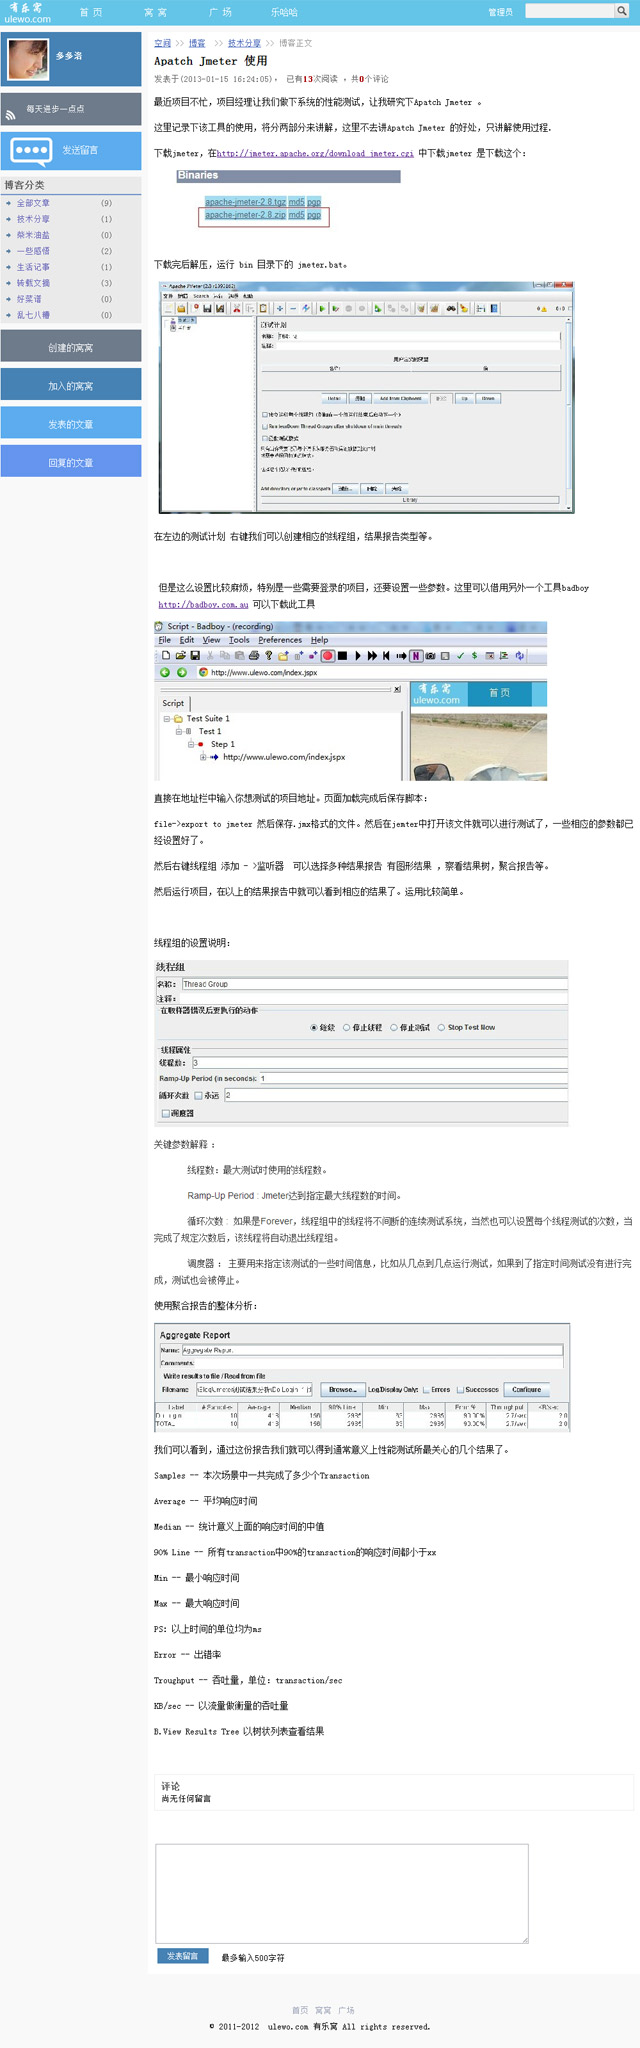 有乐窝
ulewo.com
首 页
窝 窝
广 场
乐哈哈
管理员
多多洛
每天进步一点点
发送留言
博客分类
全部文章 (9)
技术分享 (1)
柴米油盐 (0)
一些感悟 (2)
生活记事 (1)
转载文摘 (3)
好菜谱 (0)
乱七八糟 (0)
创建的窝窝
加入的窝窝
发表的文章
回复的文章
空间 >> 博客 >> 技术分享 >> 博客正文
Apatch Jmeter 使用
发表于(2013-01-15 16:24:05)， 已有13次阅读 ，共0个评论
最近项目不忙，项目经理让我们做下系统的性能测试，让我研究下Apatch Jmeter 。
这里记录下该工具的使用，将分两部分来讲解，这里不去讲Apatch Jmeter 的好处，只讲解使用过程.
下载jmeter，在http://jmeter.apache.org/download_jmeter.cgi 中下载jmeter 是下载这个：
Binaries
apache-jmeter-2.8.tgz md5 pgp
apache-jmeter-2.8.zip md5 pgp
下载完后解压，运行 bin 目录下的 jmeter.bat。
测试计划
Add from Clipboard
Up
Down
Add directory or jar to classpath
Library
在左边的测试计划 右键我们可以创建相应的线程组，结果报告类型等。
但是这么设置比较麻烦，特别是一些需要登录的项目，还要设置一些参数。这里可以借用另外一个工具badboy
http://badboy.com.au 可以下载此工具
Script - Badboy - (recording)
File Edit View Tools Preferences Help
http://www.ulewo.com/index.jspx
Script
Test Suite 1
Test 1
Step 1
http://www.ulewo.com/index.jspx
有乐窝
ulewo.com
首 页
直接在地址栏中输入你想测试的项目地址。页面加载完成后保存脚本：
file->export to jmeter 然后保存.jmx格式的文件。然后在jemter中打开该文件就可以进行测试了，一些相应的参数都已
经设置好了。
然后右键线程组 添加 - >监听器 可以选择多种结果报告 有图形结果 ，察看结果树，聚合报告等。
然后运行项目，在以上的结果报告中就可以看到相应的结果了。运用比较简单。
线程组的设置说明：
线程组
名称： Thread Group
注释：
在取样器错误后要执行的动作
继续 停止线程 停止测试 Stop Test Now
线程属性
线程数： 3
Ramp-Up Period (in seconds): 1
循环次数 永远 2
调度器
关键参数解释 ：
线程数：最大测试时使用的线程数。
Ramp-Up Period : Jmeter达到指定最大线程数的时间。
循环次数 : 如果是Forever，线程组中的线程将不间断的连续测试系统，当然也可以设置每个线程测试的次数，当
完成了规定次数后，该线程将自动退出线程组。
调度器 ： 主要用来指定该测试的一些时间信息，比如从几点到几点运行测试，如果到了指定时间测试没有进行完
成，测试也会被停止。
使用聚合报告的整体分析：
Aggregate Report
Name: Aggregate Report
Comments:
Write results to file / Read from file
Filename Browse... Log Display Only: Errors Successes Configure
Label # Samples Average Median 90% Line Min Max Error % Throughput KB/sec
我们可以看到，通过这份报告我们就可以得到通常意义上性能测试所最关心的几个结果了。
Samples -- 本次场景中一共完成了多少个Transaction
Average -- 平均响应时间
Median -- 统计意义上面的响应时间的中值
90% Line -- 所有transaction中90%的transaction的响应时间都小于xx
Min -- 最小响应时间
Max -- 最大响应时间
PS: 以上时间的单位均为ms
Error -- 出错率
Troughput -- 吞吐量，单位：transaction/sec
KB/sec -- 以流量做衡量的吞吐量
B.View Results Tree 以树状列表查看结果
评论
尚无任何留言
发表留言
最多输入500字符
首页 窝窝 广场
© 2011-2012 ulewo.com 有乐窝 All rights reserved.